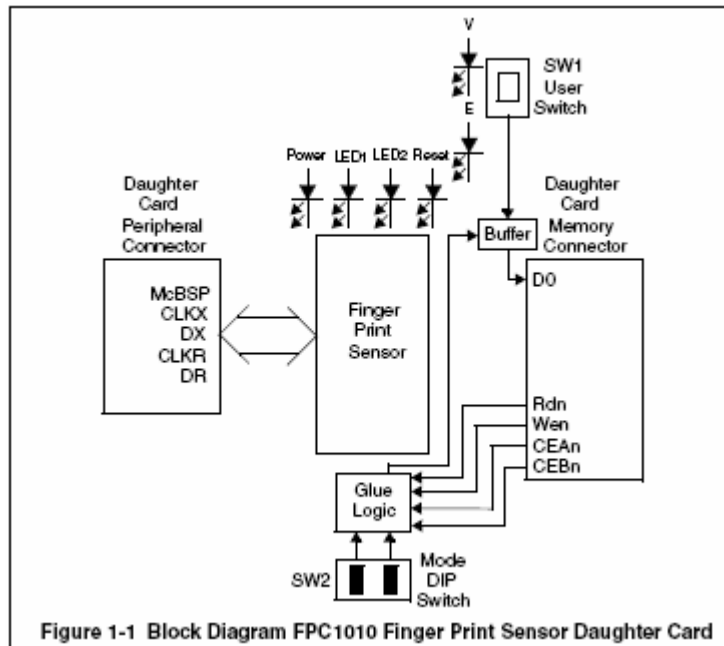 V
SW1
User
Switch
E
Power LED1 LED2 Reset
Daughter
Card
Peripheral
Connector
Daughter
Card
Memory
Connector
Buffer
D0
McBSP
CLKX
DX
CLKR
DR
Finger
Print
Sensor
Rdn
Wen
CEAn
CEBn
Glue
Logic
SW2
Mode
DIP
Switch
Figure 1-1 Block Diagram FPC1010 Finger Print Sensor Daughter Card